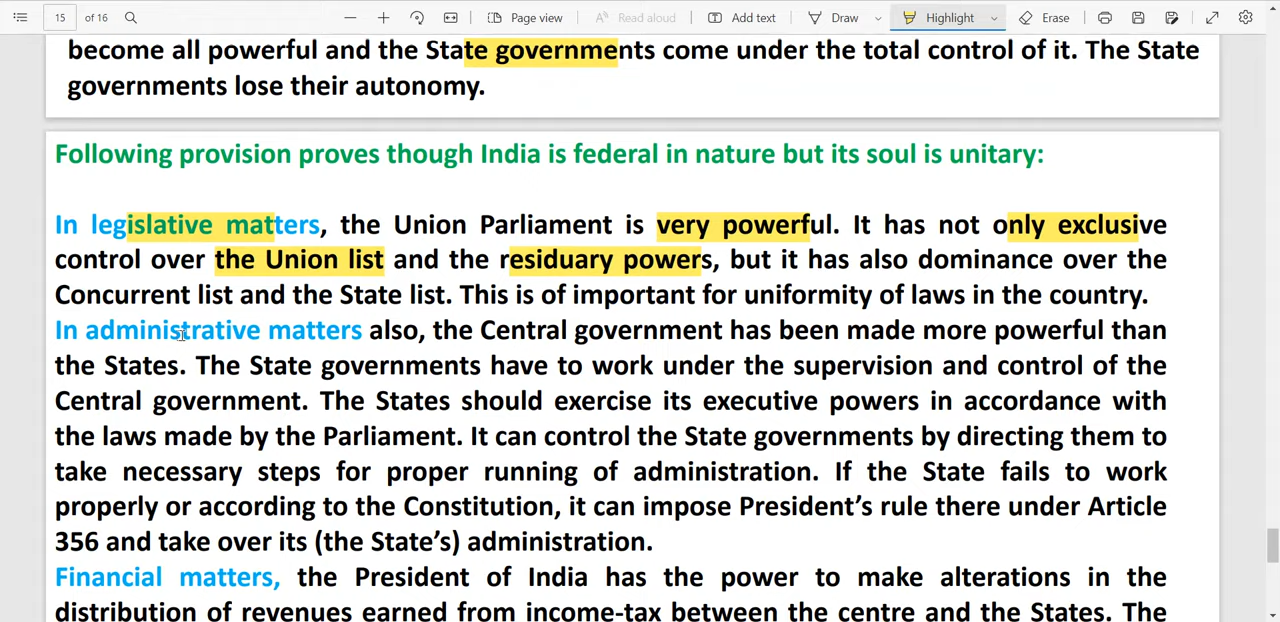 15 of 16 Page view Read aloud Add text Draw Highlight Erase
become all powerful and the State governments come under the total control of it. The State
governments lose their autonomy.
Following provision proves though India is federal in nature but its soul is unitary:
In legislative matters, the Union Parliament is very powerful. It has not only exclusive
control over the Union list and the residuary powers, but it has also dominance over the
Concurrent list and the State list. This is of important for uniformity of laws in the country.
In administrative matters also, the Central government has been made more powerful than
the States. The State governments have to work under the supervision and control of the
Central government. The States should exercise its executive powers in accordance with
the laws made by the Parliament. It can control the State governments by directing them to
take necessary steps for proper running of administration. If the State fails to work
properly or according to the Constitution, it can impose President's rule there under Article
356 and take over its (the State's) administration.
Financial matters, the President of India has the power to make alterations in the
distribution of revenues earned from income-tax between the centre and the States. The